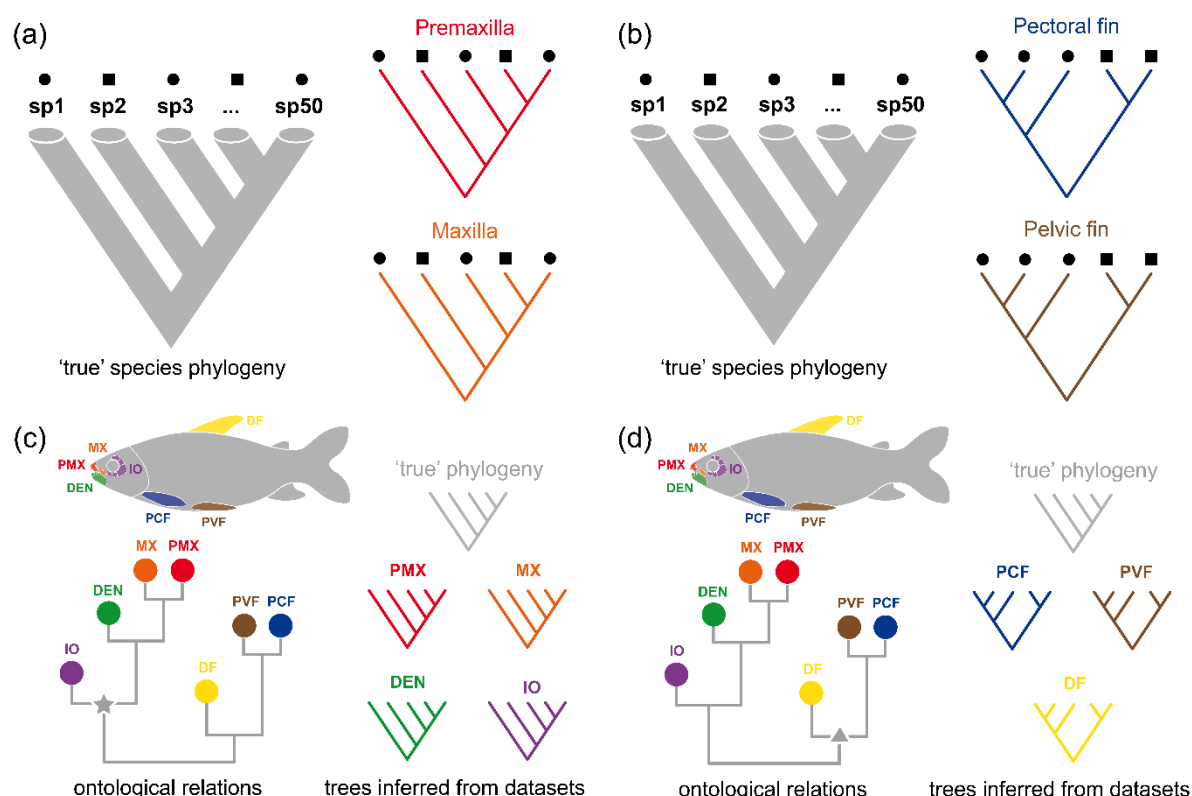 (a)
sp1 sp2 sp3 ... sp50
'true' species phylogeny
Premaxilla
Maxilla
(b)
sp1 sp2 sp3 ... sp50
'true' species phylogeny
Pectoral fin
Pelvic fin
(c)
DF
MX
PMX
IO
DEN
PCF
PVF
MX PMX
DEN
PVF PCF
IO
DF
ontological relations
'true' phylogeny
PMX MX
DEN IO
trees inferred from datasets
(d)
DF
MX
PMX
IO
DEN
PCF
PVF
MX PMX
DEN
PVF PCF
IO
DF
ontological relations
'true' phylogeny
PCF PVF
DF
trees inferred from datasets